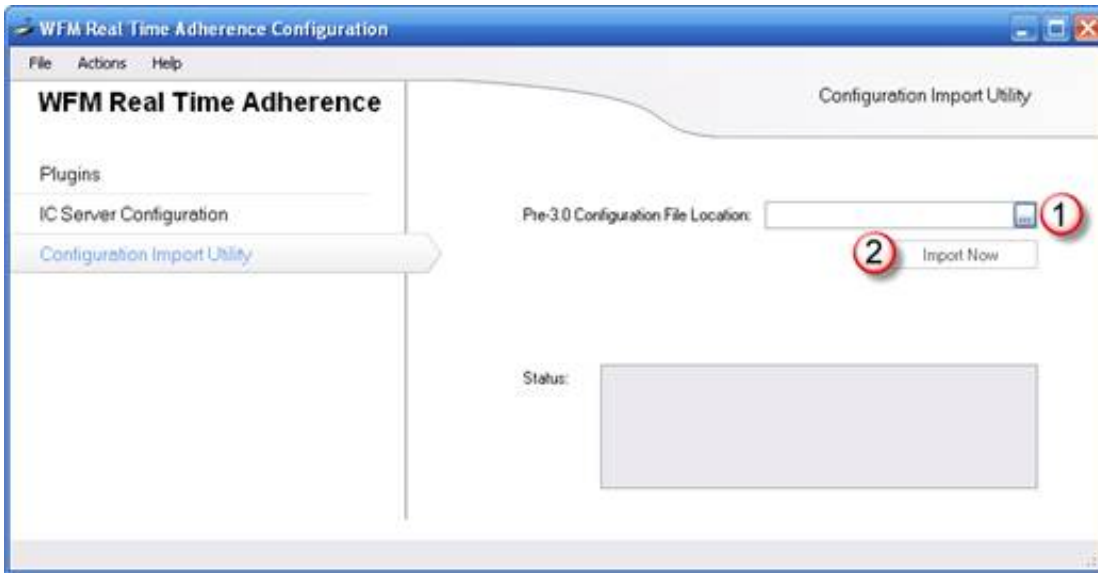 WFM Real Time Adherence Configuration
File Actions Help
WFM Real Time Adherence
Configuration Import Utility
Plugins
IC Server Configuration
Configuration Import Utility
Pre-3.0 Configuration File Location:
...
1
2
Import Now
Status: